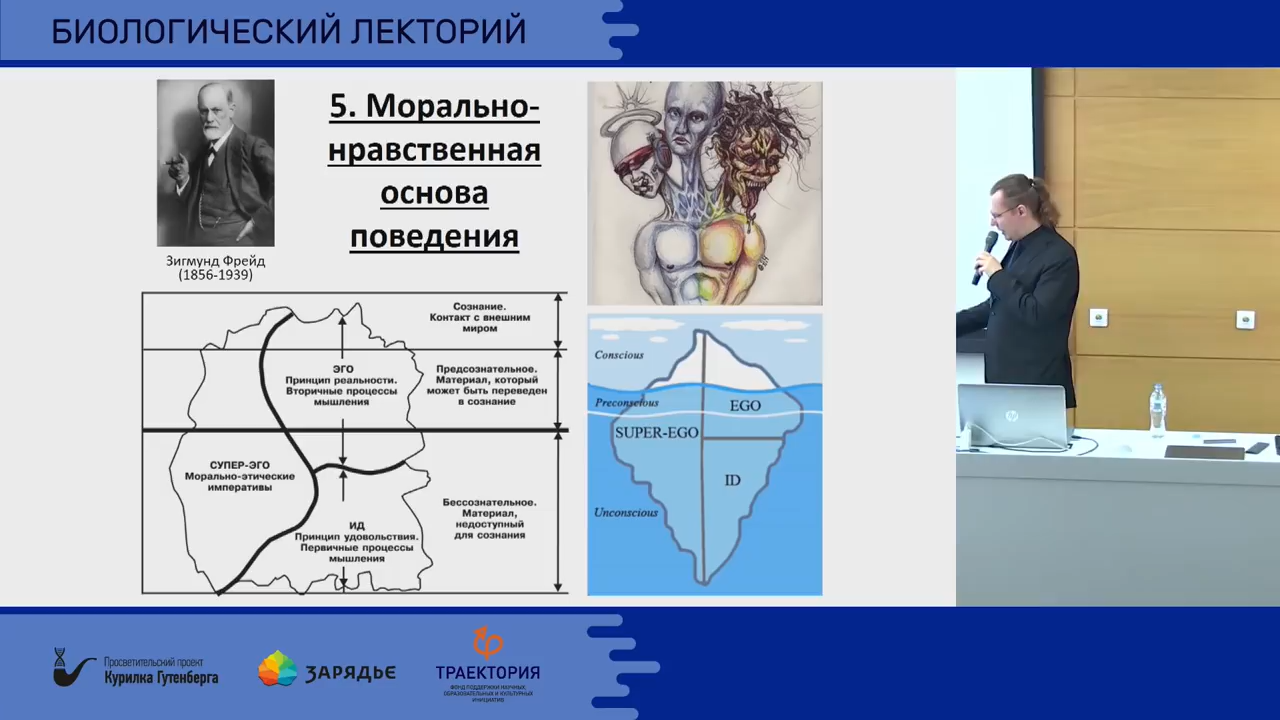 БИОЛОГИЧЕСКИЙ ЛЕКТОРИЙ
5. Морально-
нравственная
основа
поведения
Зигмунд Фрейд
(1856-1939)
Сознание.
Контакт с внешним
миром
ЭГО
Принцип реальности.
Вторичные процессы
мышления
Предсознательное.
Материал, который
может быть переведен
в сознание
СУПЕР-ЭГО
Морально-этические
императивы
ИД
Принцип удовольствия.
Первичные процессы
мышления
Бессознательное.
Материал,
недоступный
для сознания
Conscious
Preconscious
EGO
SUPER-EGO
ID
Unconscious
hp
Просветительский проект
Курилка Гутенберга
ЗАРЯДЬЕ
ТРАЕКТОРИЯ
ФОНД ПОДДЕРЖКИ НАУЧНЫХ,
ОБРАЗОВАТЕЛЬНЫХ И КУЛЬТУРНЫХ
ИНИЦИАТИВ